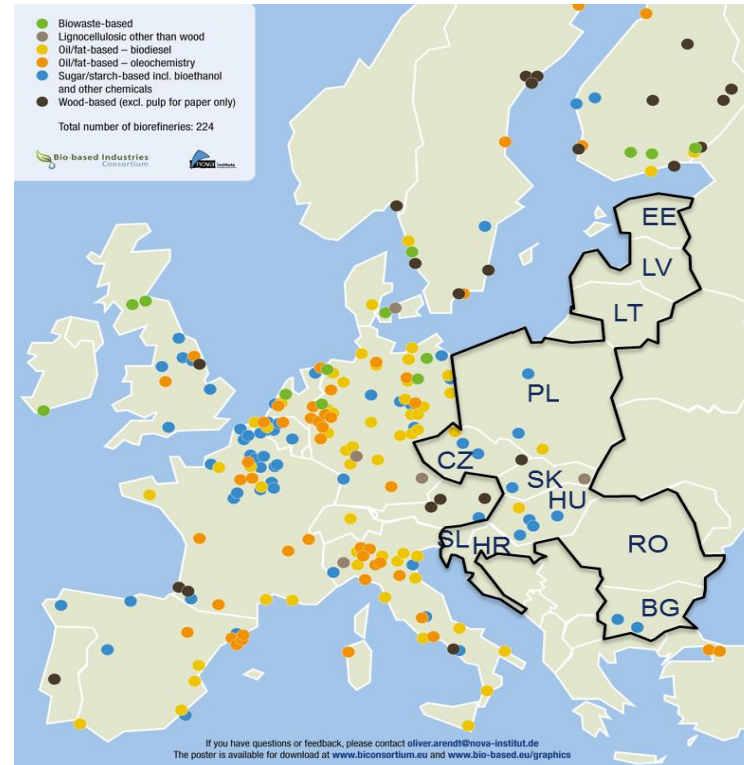 Biowaste-based
Lignocellulosic other than wood
Oil/fat-based – biodiesel
Oil/fat-based – oleochemistry
Sugar/starch-based incl. bioethanol
and other chemicals
Wood-based (excl. pulp for paper only)
Total number of biorefineries: 224
Bio-based Industries
Consortium
nova Institute
EE
LV
LT
PL
CZ
SK
HU
SL HR
RO
BG
If you have questions or feedback, please contact oliver.arendt@nova-institut.de
The poster is available for download at www.biconsortium.eu and www.bio-based.eu/graphics